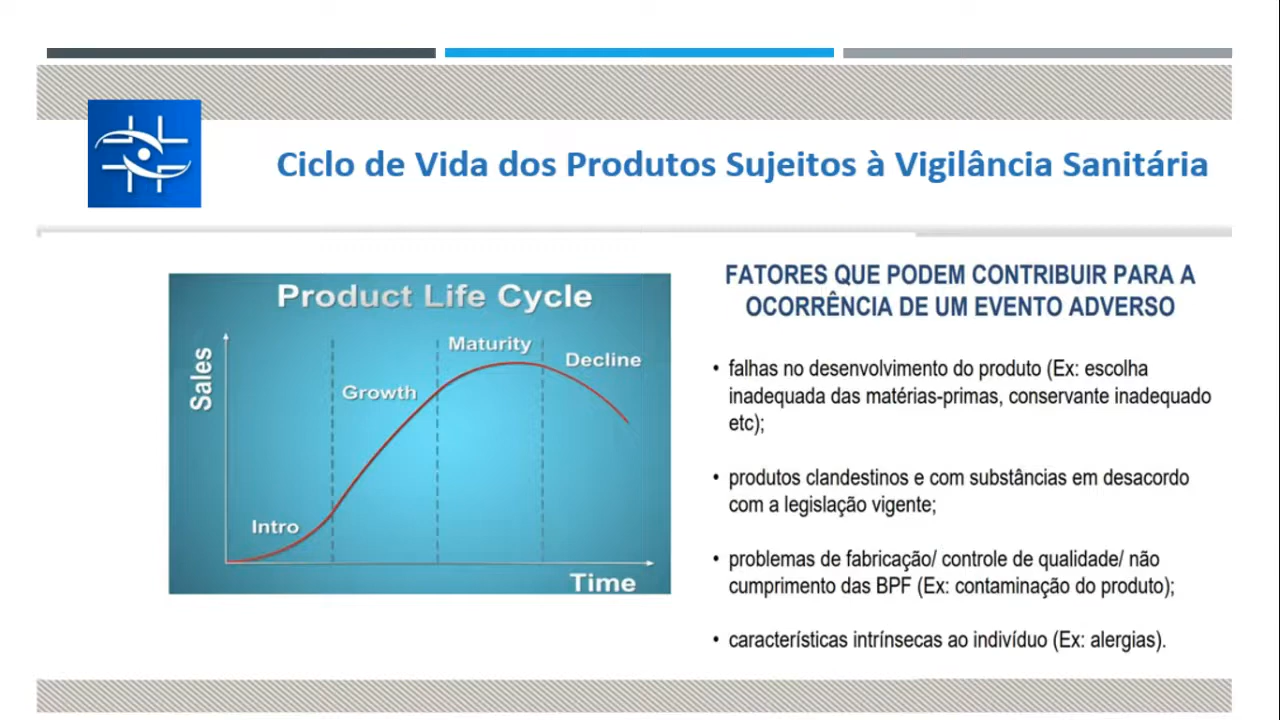 Ciclo de Vida dos Produtos Sujeitos à Vigilância Sanitária
Product Life Cycle
Sales
Intro
Growth
Maturity
Decline
Time
FATORES QUE PODEM CONTRIBUIR PARA A
OCORRÊNCIA DE UM EVENTO ADVERSO
• falhas no desenvolvimento do produto (Ex: escolha
inadequada das matérias-primas, conservante inadequado
etc);
• produtos clandestinos e com substâncias em desacordo
com a legislação vigente;
• problemas de fabricação/ controle de qualidade/ não
cumprimento das BPF (Ex: contaminação do produto);
• características intrínsecas ao indivíduo (Ex: alergias).